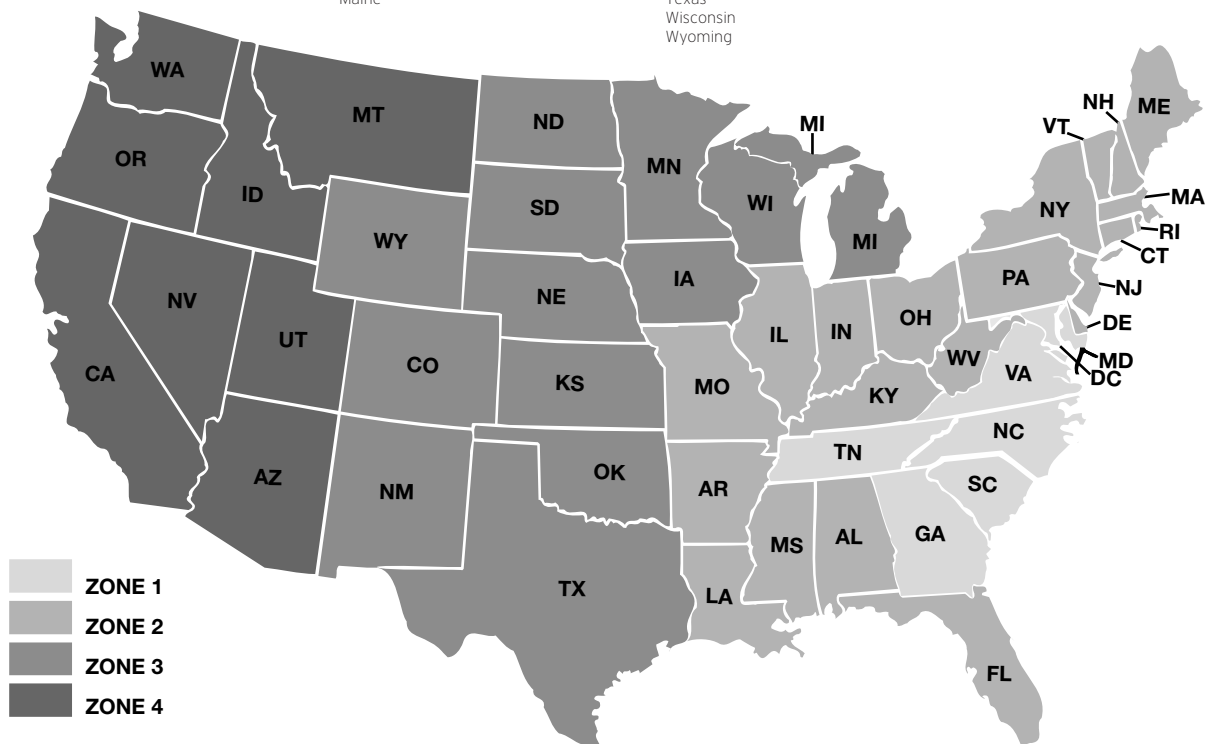 Maine
Texas
Wisconsin
Wyoming
WA
MT
ND
MN
MI
NH
ME
VT
OR
ID
SD
WI
NY
MA
WY
MI
RI
CT
NV
NE
IA
PA
NJ
UT
CO
IL
IN
OH
DE
CA
KS
MO
WV
VA
MD
DC
KY
AZ
NM
OK
TN
NC
AR
SC
MS
AL
GA
TX
LA
FL
ZONE 1
ZONE 2
ZONE 3
ZONE 4